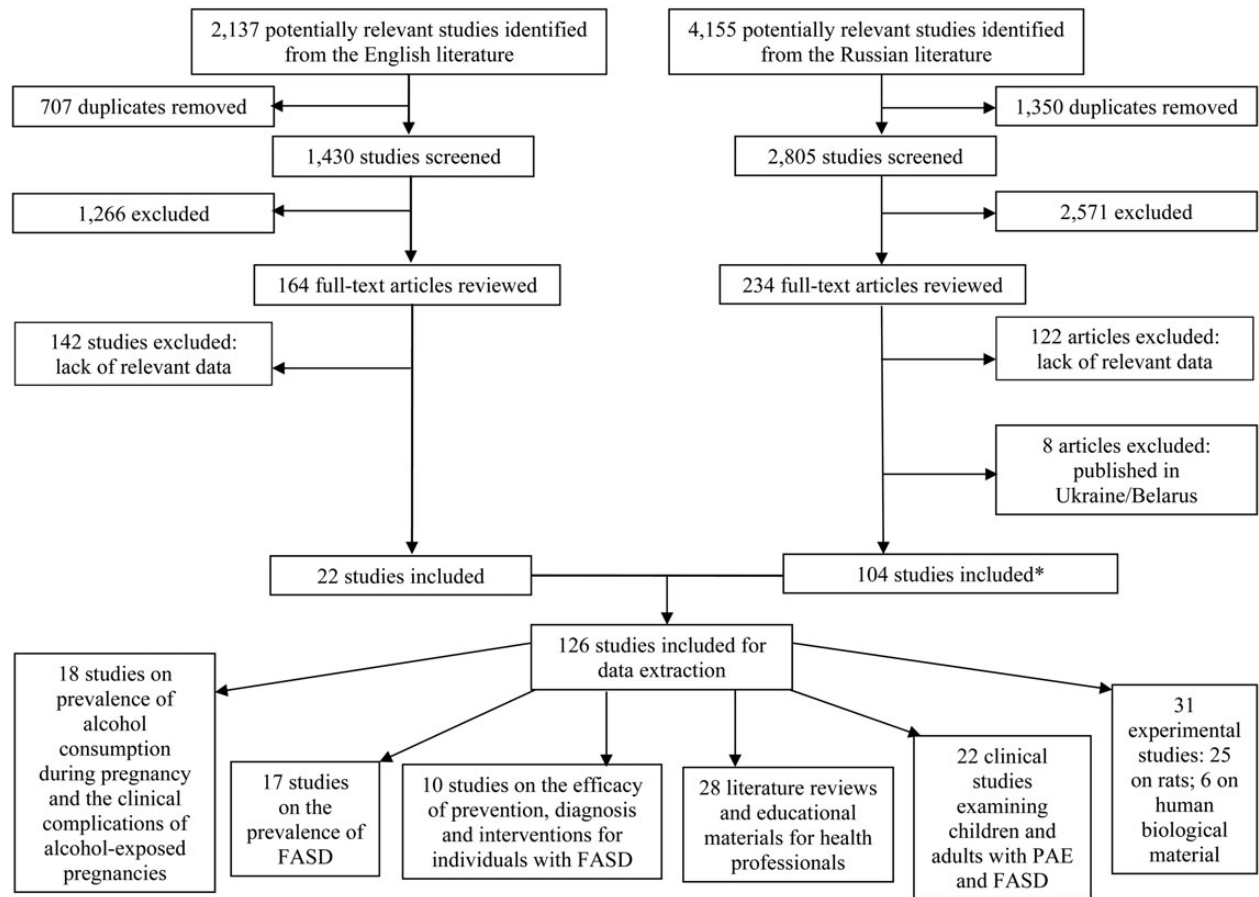 2,137 potentially relevant studies identified
from the English literature
4,155 potentially relevant studies identified
from the Russian literature
707 duplicates removed
1,350 duplicates removed
1,430 studies screened
2,805 studies screened
1,266 excluded
2,571 excluded
164 full-text articles reviewed
234 full-text articles reviewed
142 studies excluded:
lack of relevant data
122 articles excluded:
lack of relevant data
8 articles excluded:
published in
Ukraine/Belarus
22 studies included
104 studies included*
126 studies included for
data extraction
18 studies on
prevalence of
alcohol
consumption
during pregnancy
and the clinical
complications of
alcohol-exposed
pregnancies
17 studies
on the
prevalence of
FASD
10 studies on the efficacy
of prevention, diagnosis
and interventions for
individuals with FASD
28 literature reviews
and educational
materials for health
professionals
22 clinical
studies
examining
children and
adults with PAE
and FASD
31
experimental
studies: 25
on rats; 6 on
human
biological
material